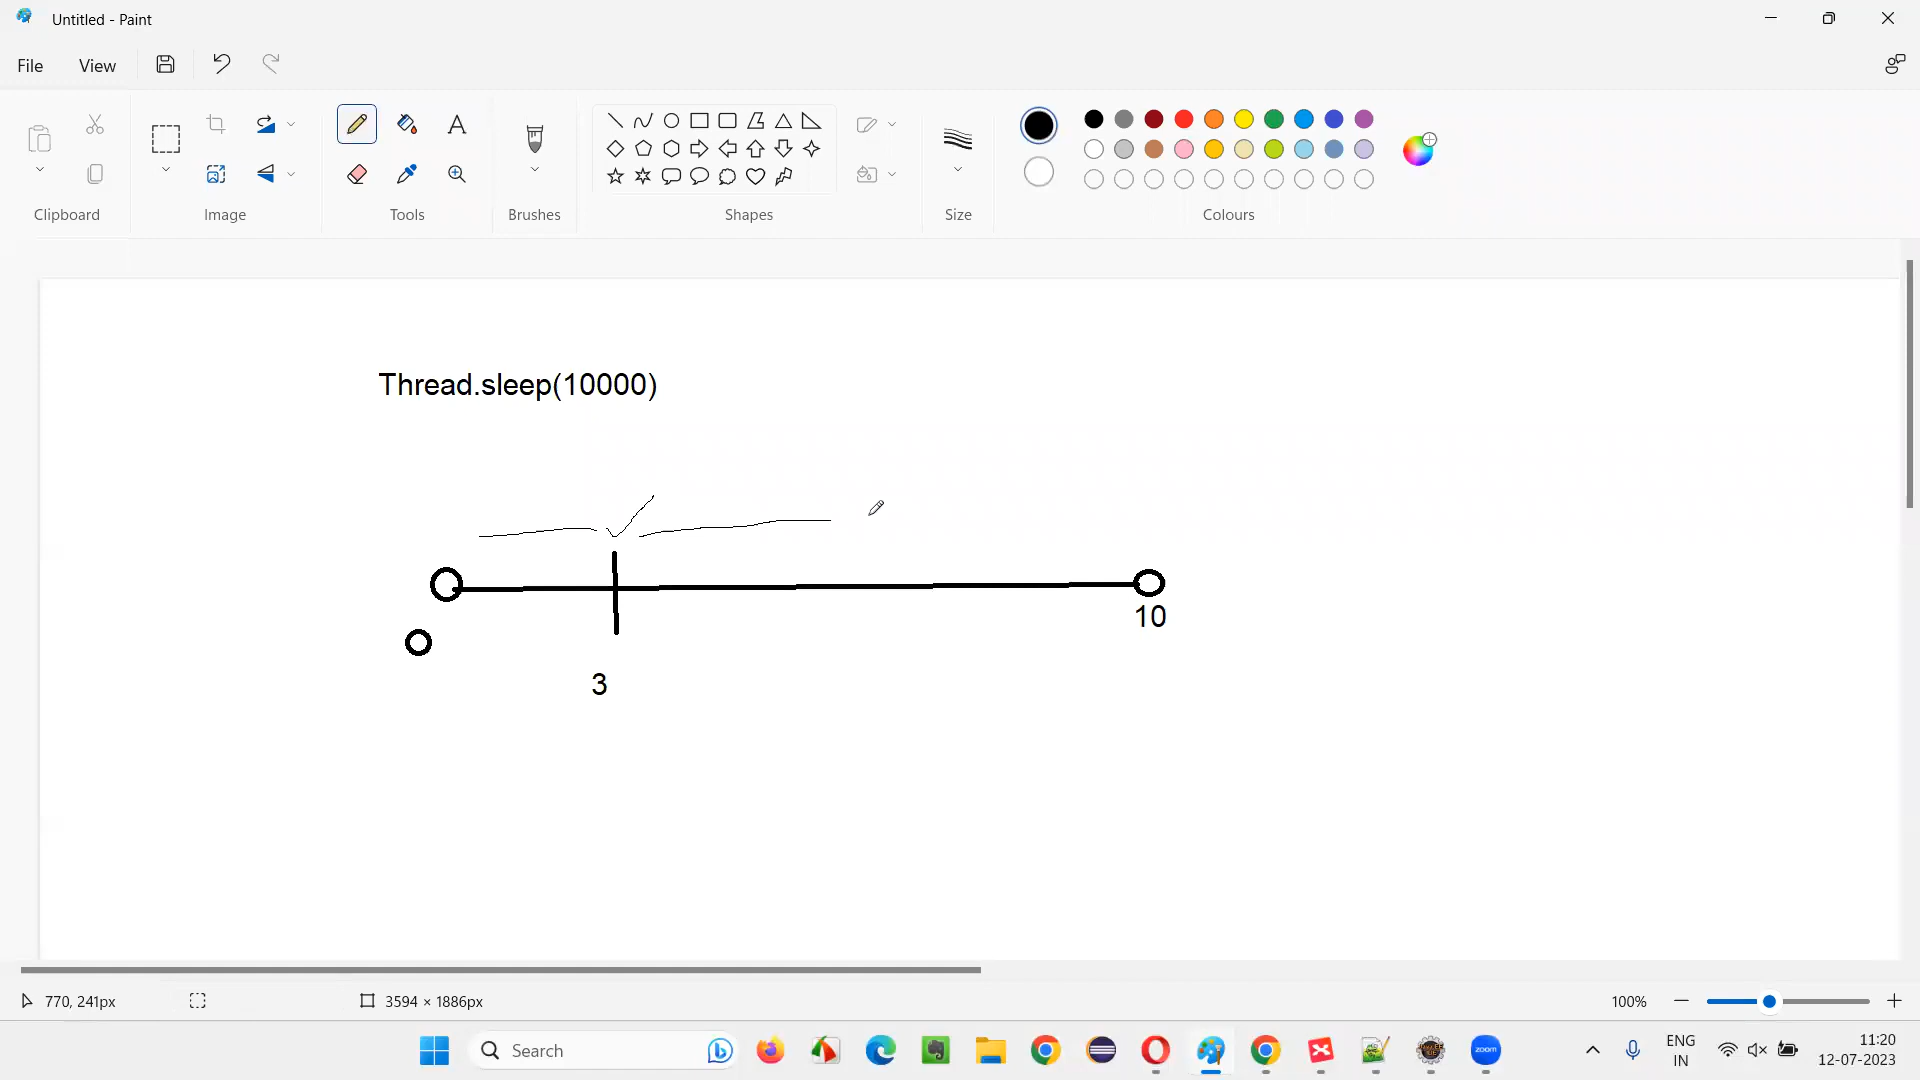 Untitled - Paint
File View
Clipboard
Image
Tools
Brushes
Shapes
Size
Colours
Thread.sleep(10000)
10
3
770, 241px
3594 × 1886px
100%
Search
zoom
ENG
IN
11:20
12-07-2023